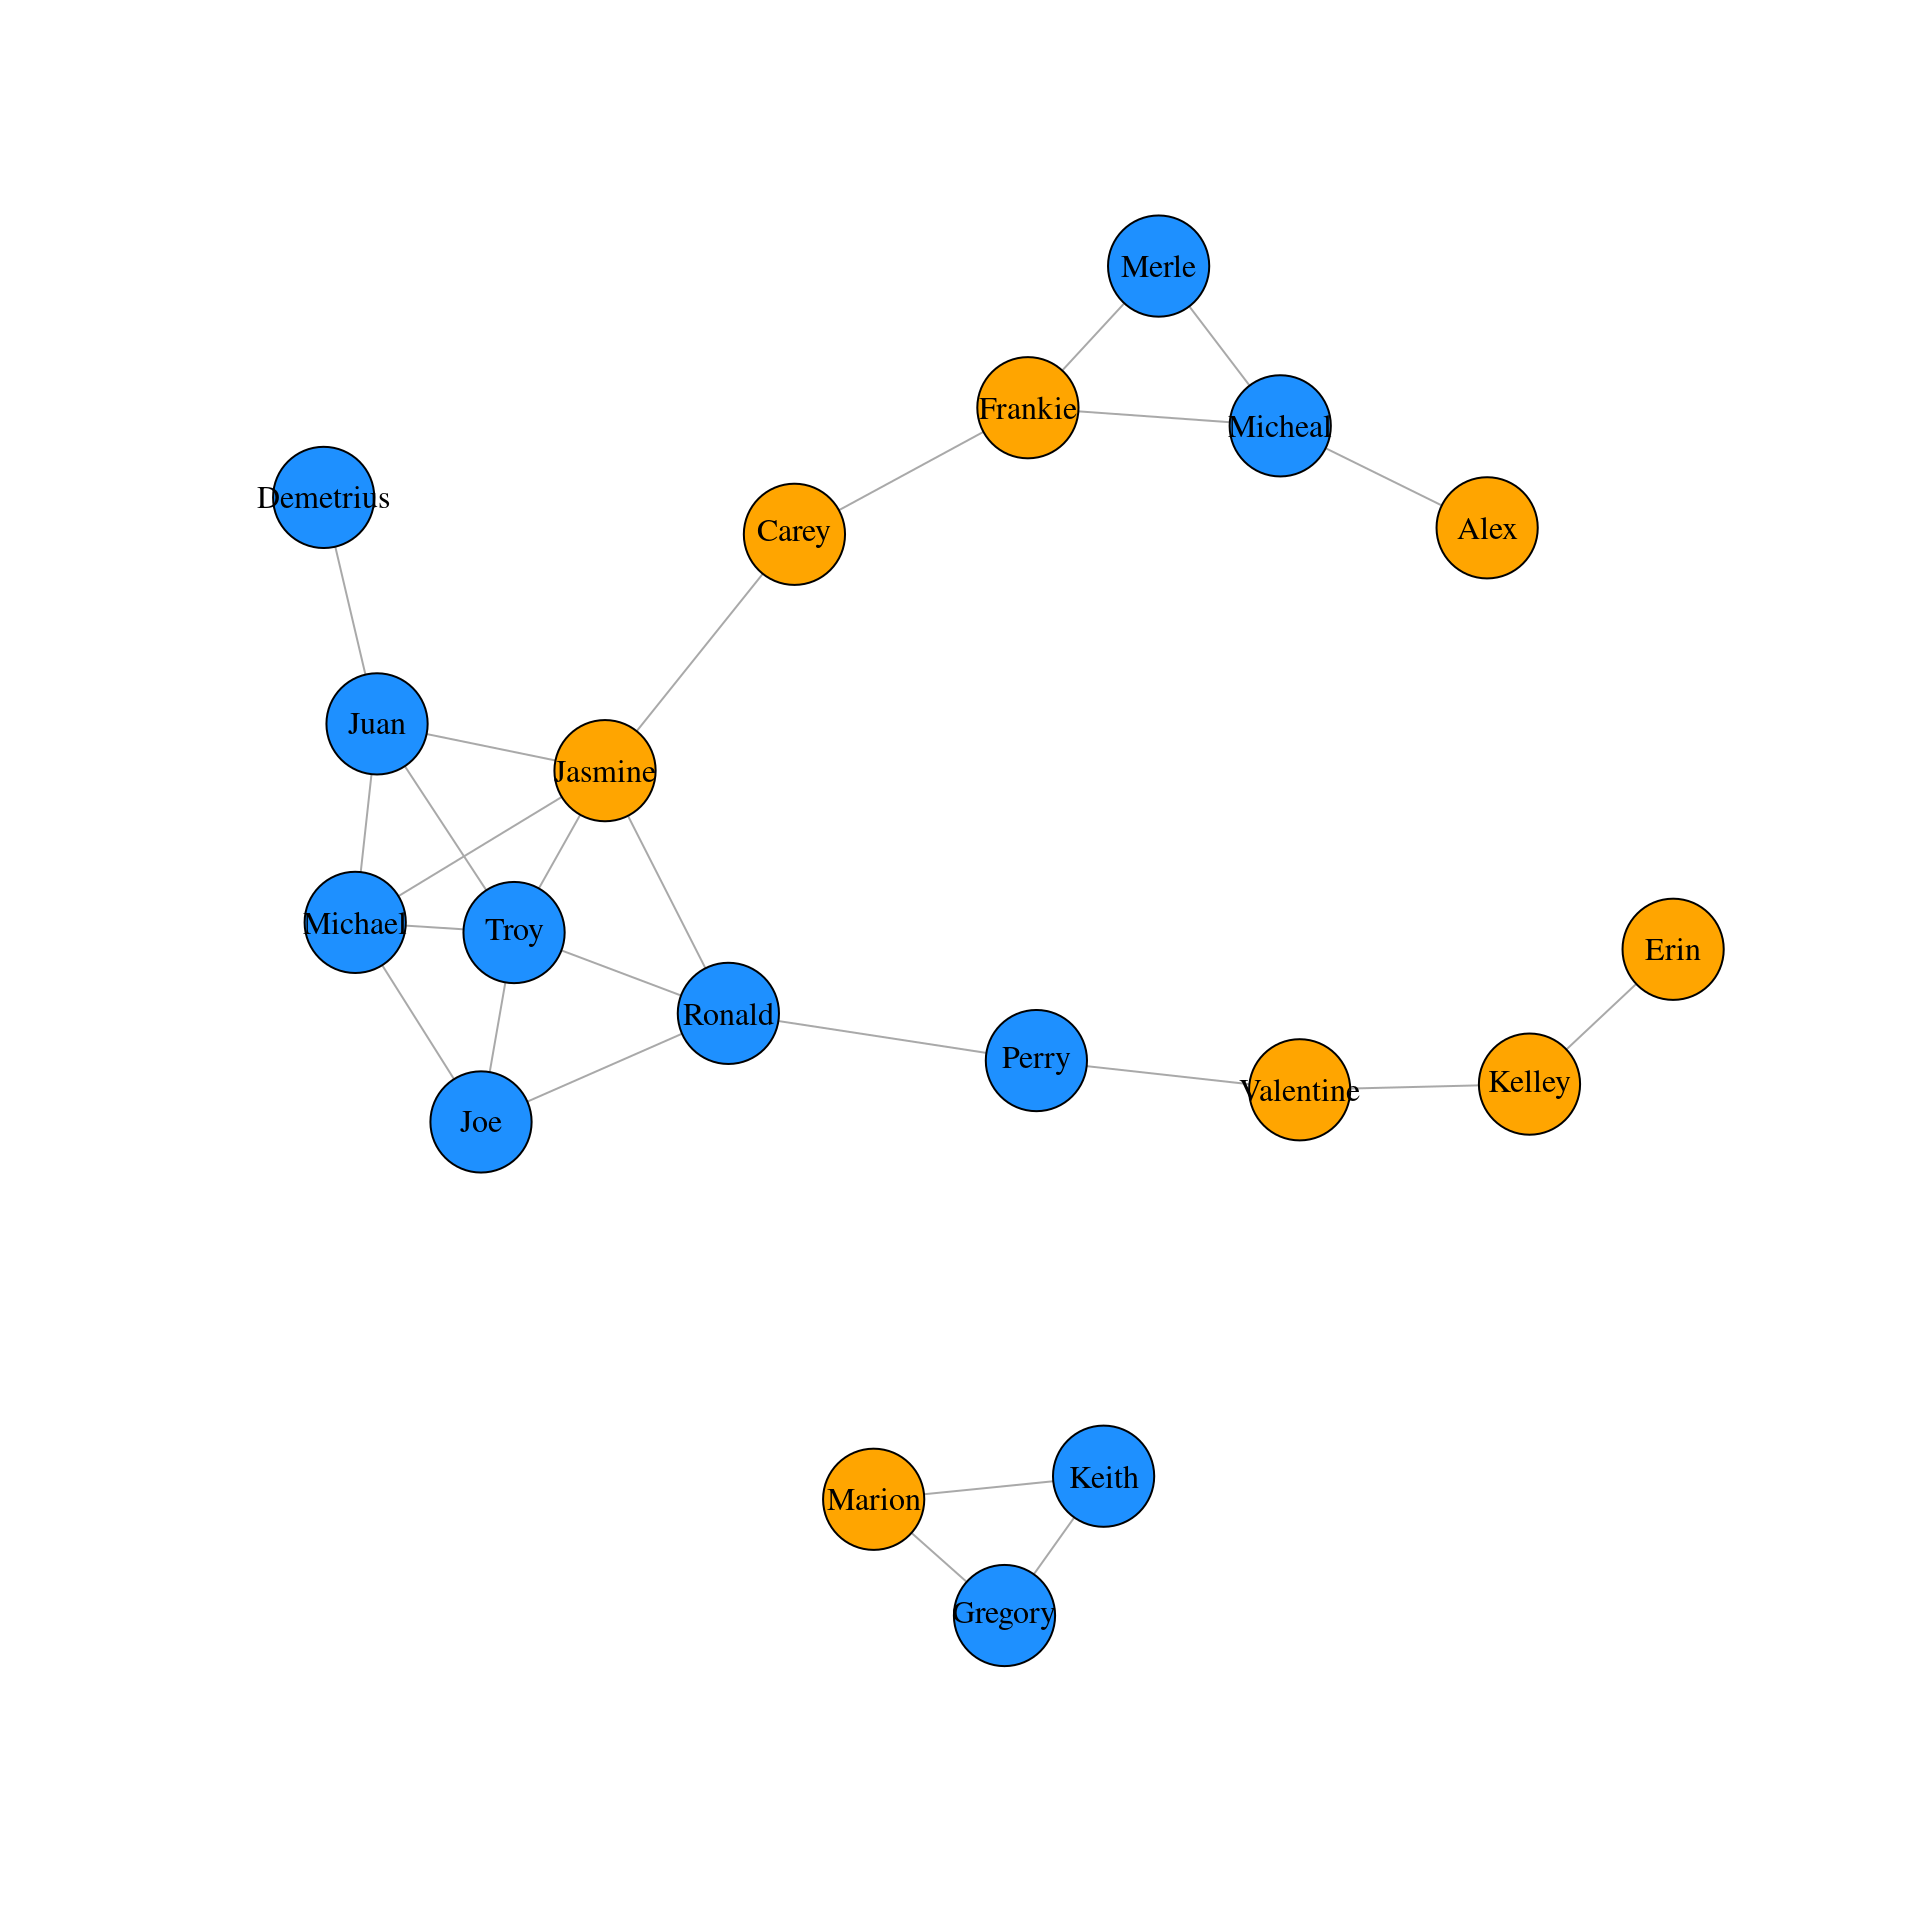 Merle
Frankie
Micheal
Demetrius
Carey
Alex
Juan
Jasmine
Michael
Troy
Erin
Ronald
Perry
Valentine
Kelley
Joe
Keith
Marion
Gregory